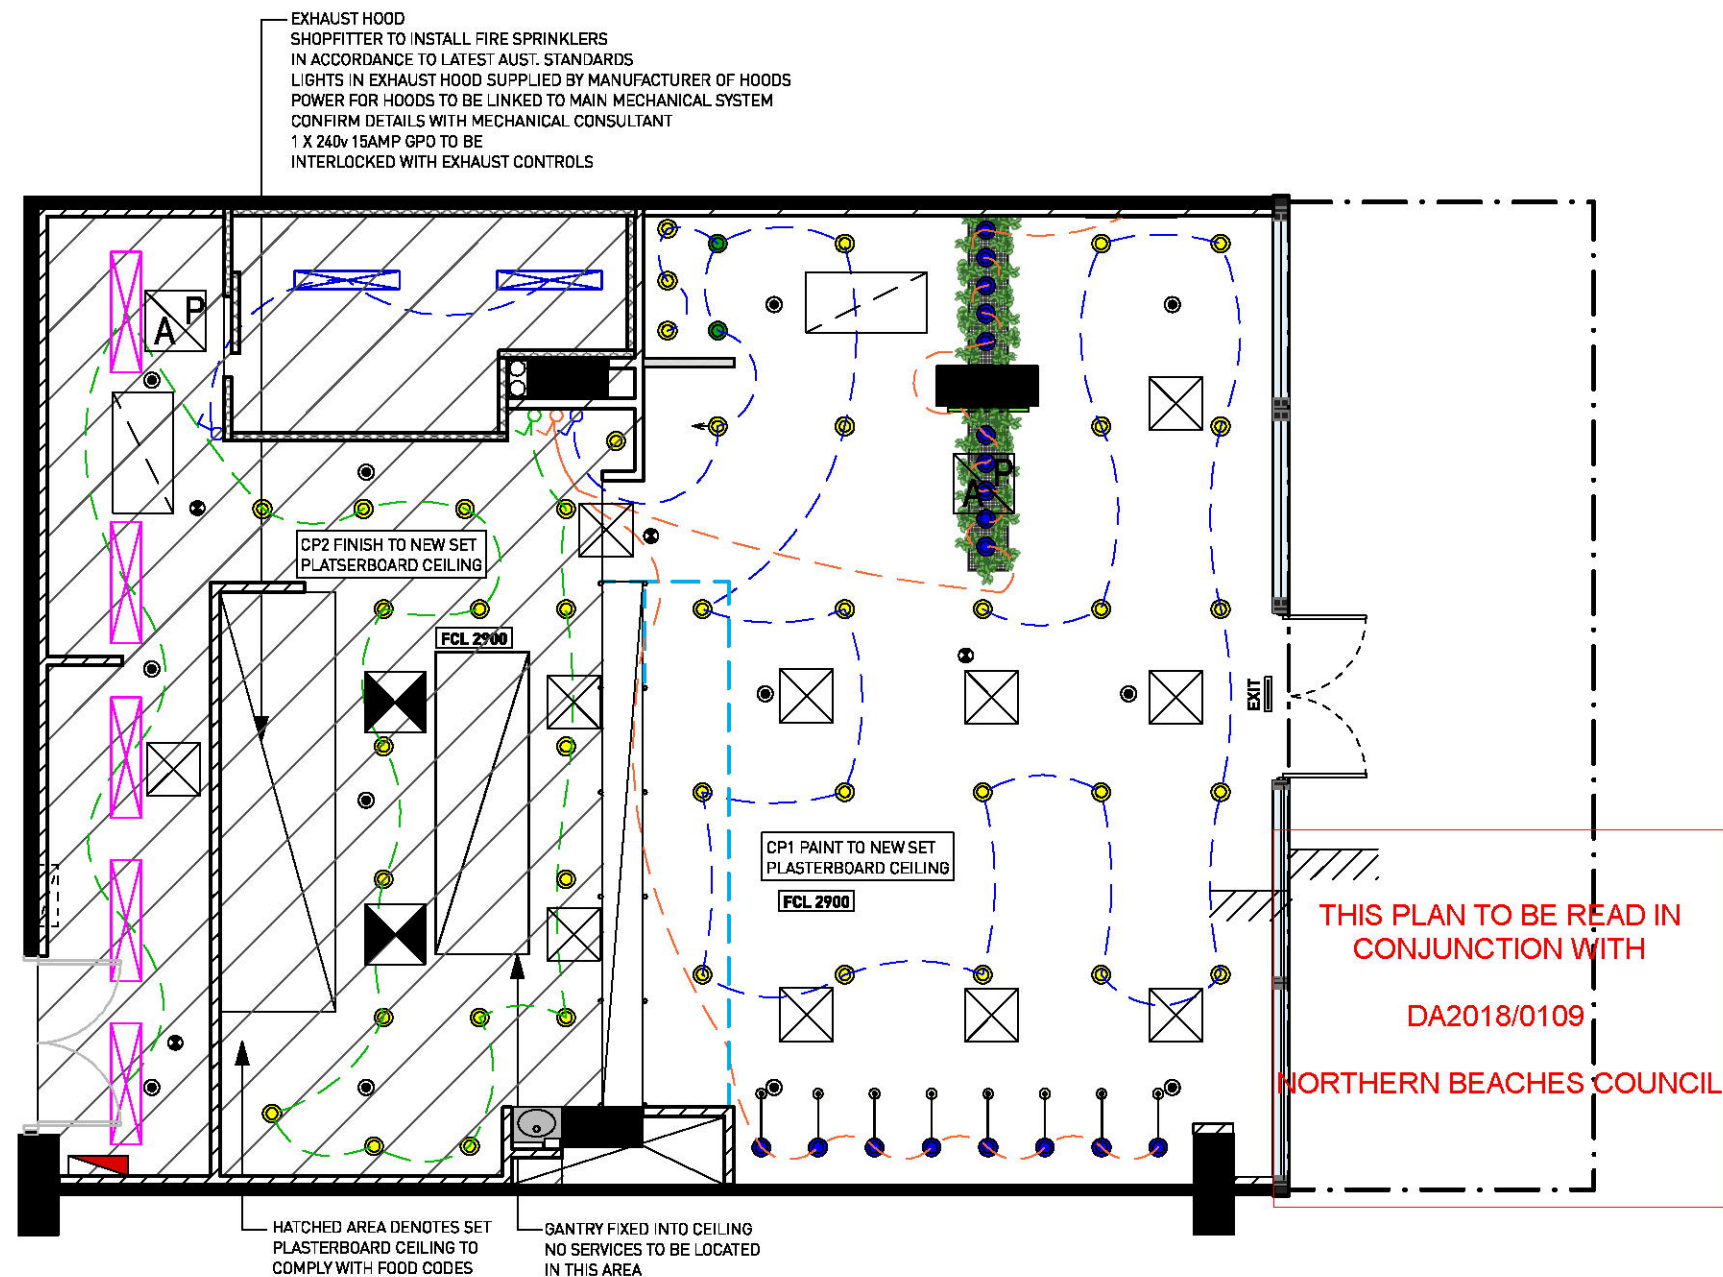 EXHAUST HOOD
SHOPFITTER TO INSTALL FIRE SPRINKLERS
IN ACCORDANCE TO LATEST AUST. STANDARDS
LIGHTS IN EXHAUST HOOD SUPPLIED BY MANUFACTURER OF HOODS
POWER FOR HOODS TO BE LINKED TO MAIN MECHANICAL SYSTEM
CONFIRM DETAILS WITH MECHANICAL CONSULTANT
1 X 240v 15AMP GPO TO BE
INTERLOCKED WITH EXHAUST CONTROLS
A P
A P
CP2 FINISH TO NEW SET
PLATSERBOARD CEILING
FCL 2900
EXIT
CP1 PAINT TO NEW SET
PLASTERBOARD CEILING
FCL 2900
THIS PLAN TO BE READ IN
CONJUNCTION WITH
DA2018/0109
NORTHERN BEACHES COUNCIL
HATCHED AREA DENOTES SET
PLASTERBOARD CEILING TO
COMPLY WITH FOOD CODES
GANTRY FIXED INTO CEILING
NO SERVICES TO BE LOCATED
IN THIS AREA